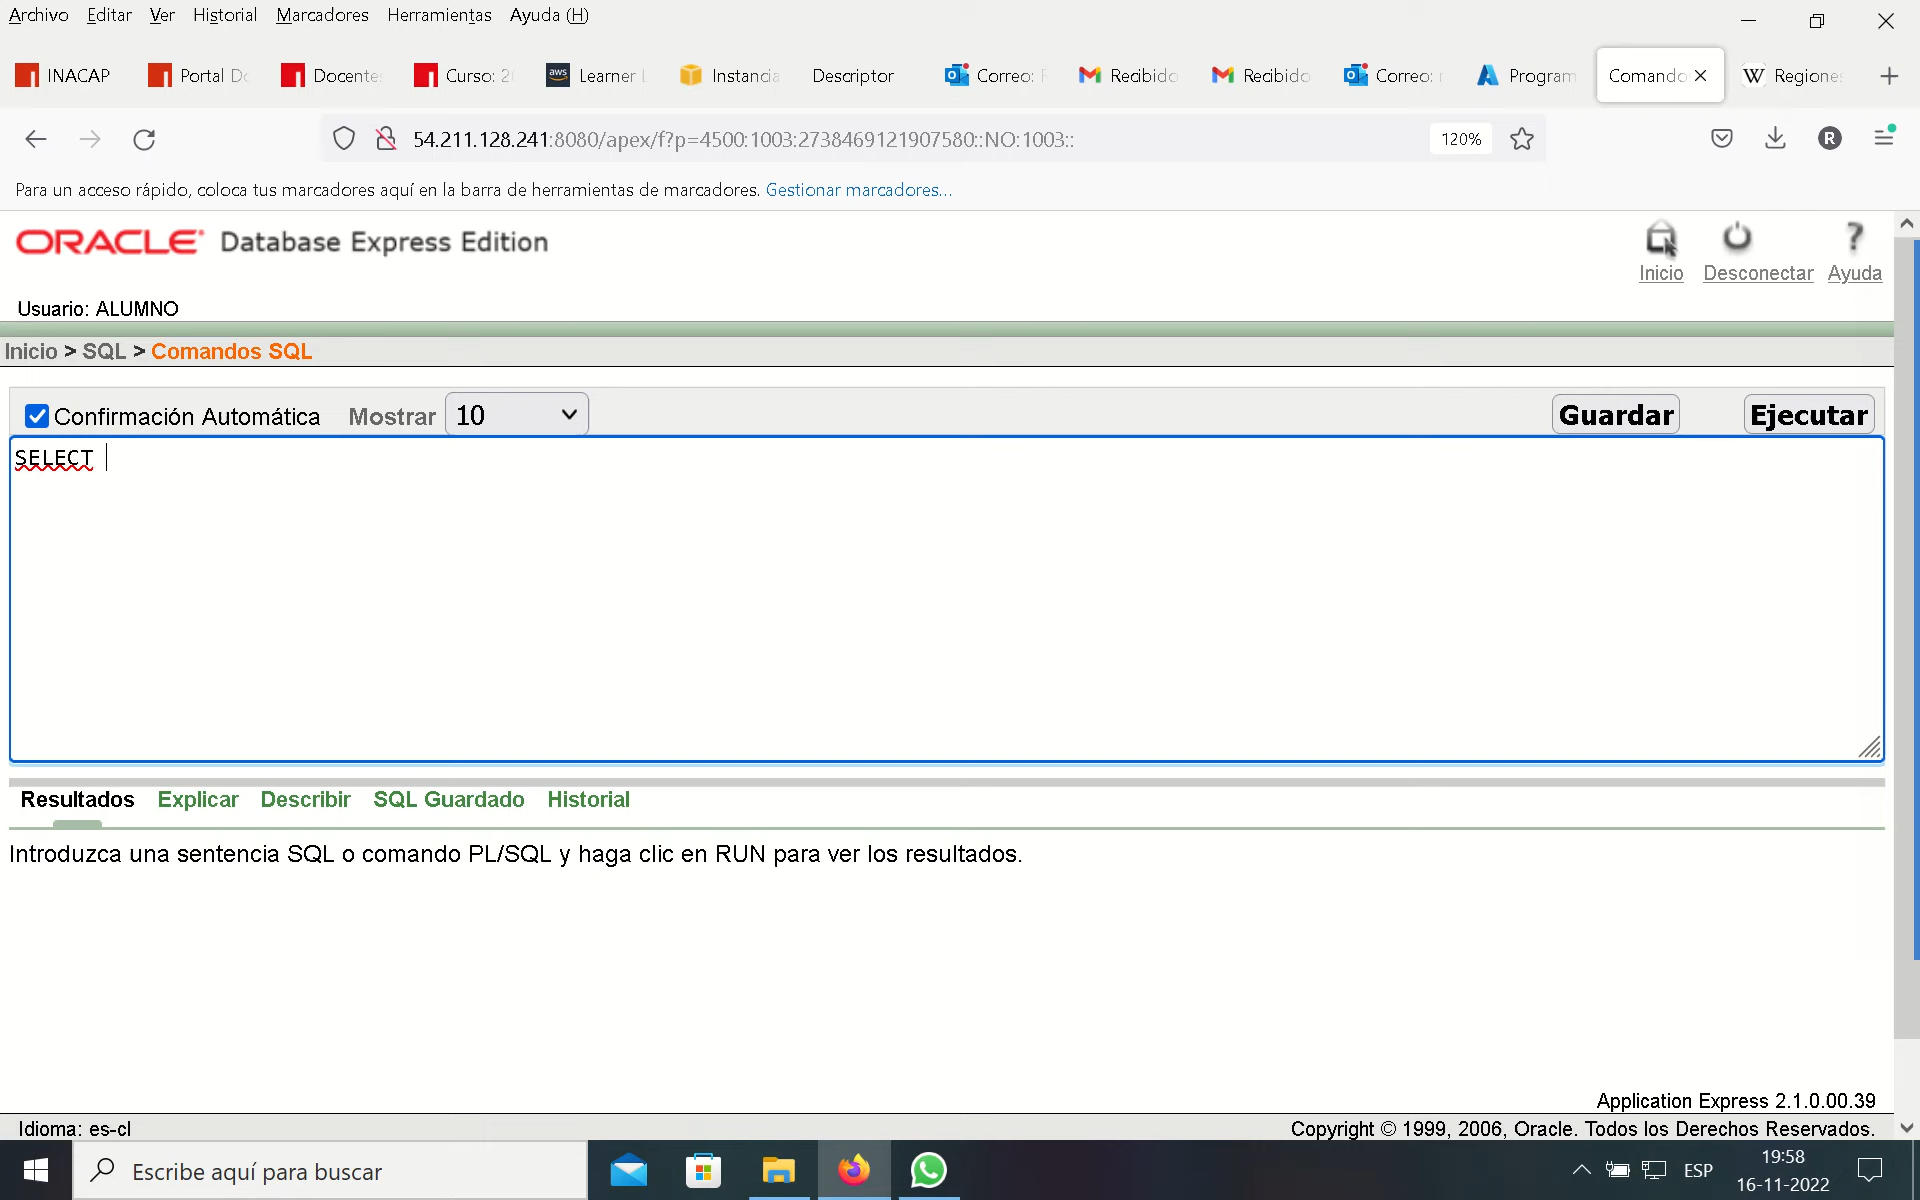 Archivo Editar Ver Historial Marcadores Herramientas Ayuda (H)
INACAP Portal Do Docente Curso: 2 aws Learner L Instancia Descriptor Correo: Recibido Recibido Correo: Program Comando W Regiones
54.211.128.241:8080/apex/f?p=4500:1003:2738469121907580::NO:1003:: 120% R
Para un acceso rápido, coloca tus marcadores aquí en la barra de herramientas de marcadores. Gestionar marcadores...
ORACLE Database Express Edition
Inicio Desconectar ? Ayuda
Usuario: ALUMNO
Inicio > SQL > Comandos SQL
Confirmación Automática Mostrar 10 Guardar Ejecutar
SELECT
Resultados Explicar Describir SQL Guardado Historial
Introduzca una sentencia SQL o comando PL/SQL y haga clic en RUN para ver los resultados.
Application Express 2.1.0.00.39
Idioma: es-cl Copyright © 1999, 2006, Oracle. Todos los Derechos Reservados.
Escribe aquí para buscar ESP 19:58
16-11-2022